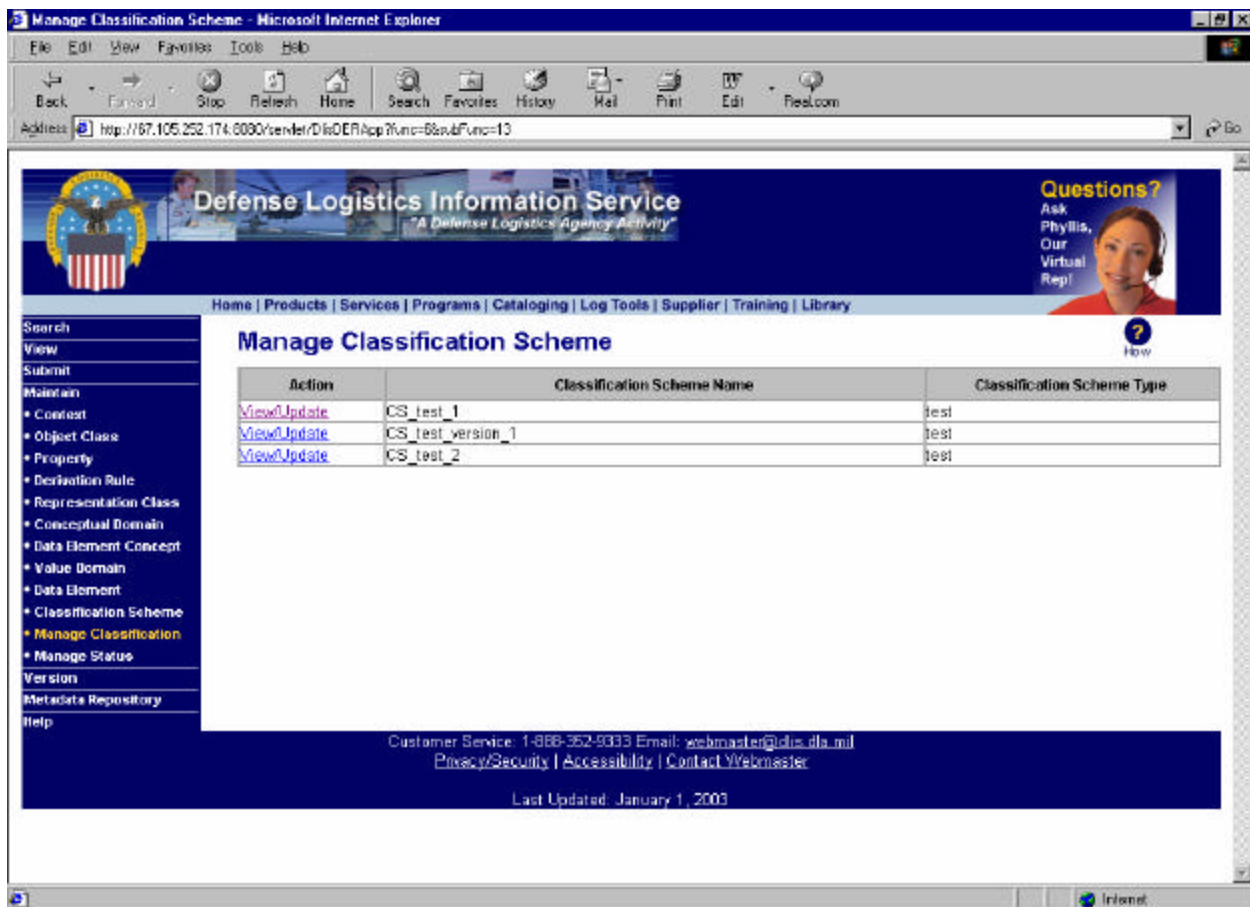 Manage Classification Scheme - Microsoft Internet Explorer
File Edit View Favorites Tools Help
Back Forward Stop Refresh Home Search Favorites History Mail Print Edit Real.com
Address http://67.105.252.174:8080/servlet/DlisDERApp?func=6&subFunc=13 Go
Defense Logistics Information Service
"A Defense Logistics Agency Activity"
Questions?
Ask
Phyllis,
Our
Virtual
Rep!
Home | Products | Services | Programs | Cataloging | Log Tools | Supplier | Training | Library
Search
View
Submit
Maintain
• Context
• Object Class
• Property
• Derivation Rule
• Representation Class
• Conceptual Domain
• Data Element Concept
• Value Domain
• Data Element
• Classification Scheme
• Manage Classification
• Manage Status
Version
Metadata Repository
Help
Manage Classification Scheme
?
How
Action Classification Scheme Name Classification Scheme Type
View/Update CS_test_1 test
View/Update CS_test_version_1 test
View/Update CS_test_2 test
Customer Service: 1-888-352-9333 Email: webmaster@dlis.dla.mil
Privacy/Security | Accessibility | Contact Webmaster
Last Updated: January 1, 2003
Internet